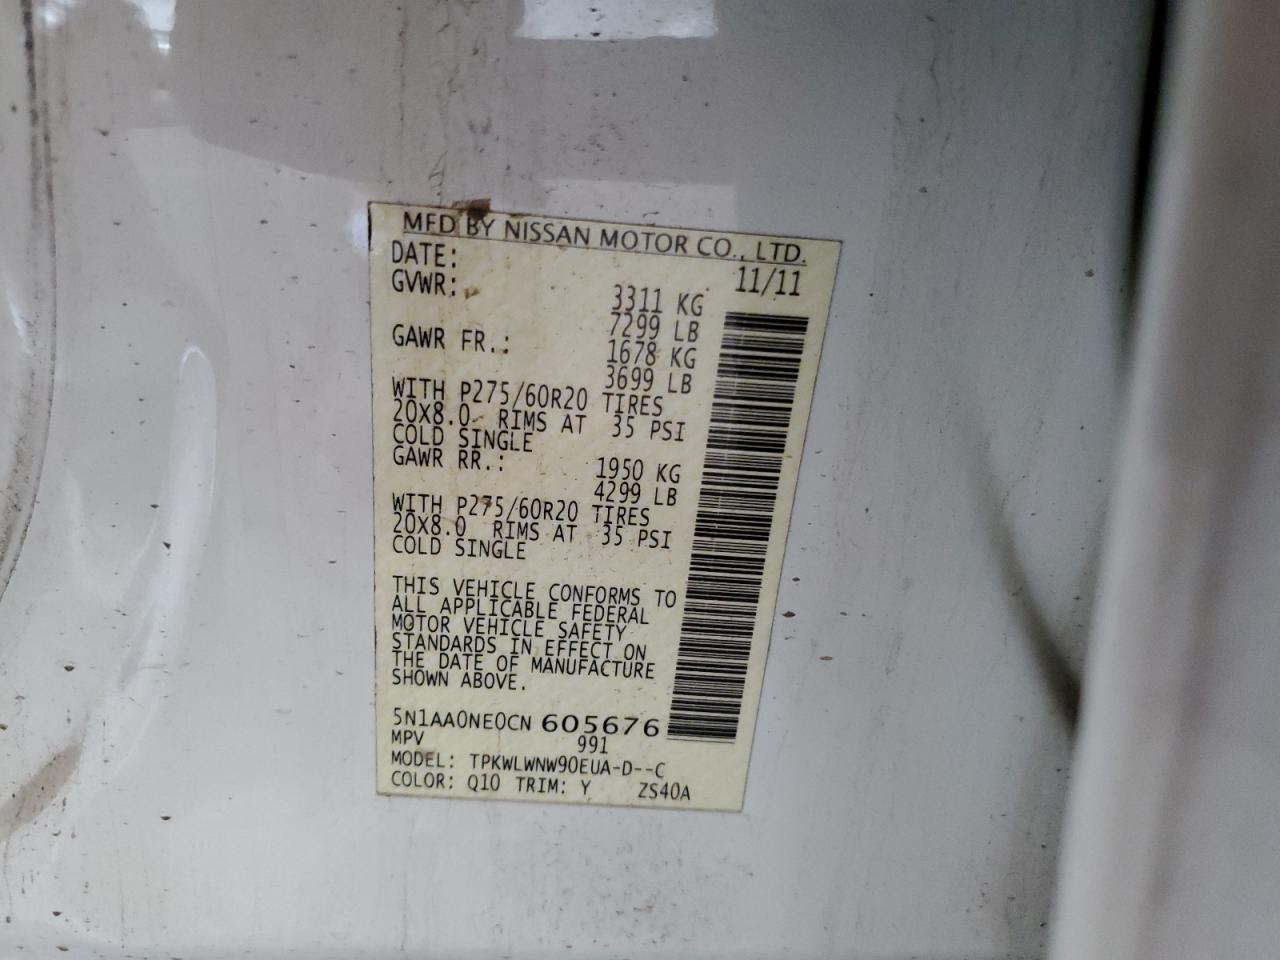 MFD BY NISSAN MOTOR CO., LTD.
DATE: 11/11
GVWR: 3311 KG
7299 LB
GAWR FR.: 1678 KG
3699 LB
WITH P275/60R20 TIRES
20X8.0 RIMS AT 35 PSI
COLD SINGLE
GAWR RR.: 1950 KG
4299 LB
WITH P275/60R20 TIRES
20X8.0 RIMS AT 35 PSI
COLD SINGLE
THIS VEHICLE CONFORMS TO
ALL APPLICABLE FEDERAL
MOTOR VEHICLE SAFETY
STANDARDS IN EFFECT ON
THE DATE OF MANUFACTURE
SHOWN ABOVE.
5N1AA0NE0CN 605676
MPV 991
MODEL: TPKWLWNW90EUA-D--C
COLOR: Q10 TRIM: Y ZS40A